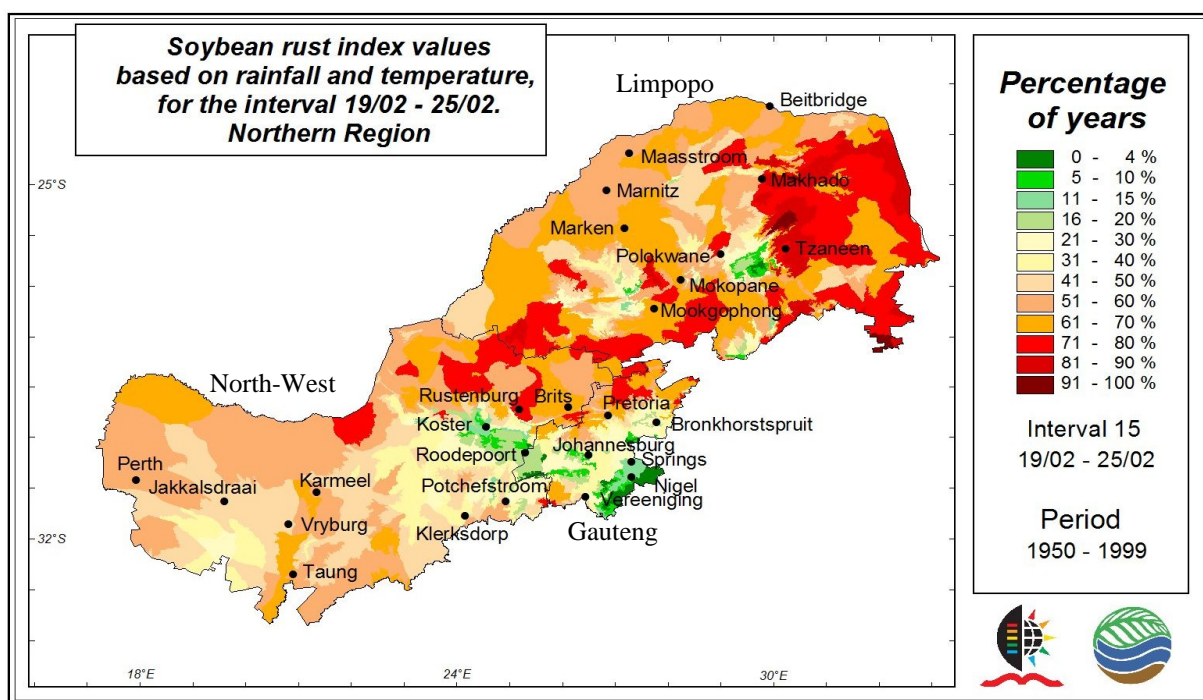 Soybean rust index values
based on rainfall and temperature,
for the interval 19/02 - 25/02.
Northern Region
Limpopo
Beitbridge
Maasstroom
25°S
Makhado
Marnitz
Marken
Polokwane
Tzaneen
Mokopane
Mookgophong
North-West
Rustenburg
Brits
Pretoria
Koster
Bronkhorstspruit
Johannesburg
Roodepoort
Springs
Perth
Karmeel
Potchefstroom
Nigel
Jakkalsdraai
Vereeniging
Vryburg
Klerksdorp
Gauteng
32°S
Taung
18°E
24°E
30°E
Percentage
of years
0 - 4 %
5 - 10 %
11 - 15 %
16 - 20 %
21 - 30 %
31 - 40 %
41 - 50 %
51 - 60 %
61 - 70 %
71 - 80 %
81 - 90 %
91 - 100 %
Interval 15
19/02 - 25/02
Period
1950 - 1999